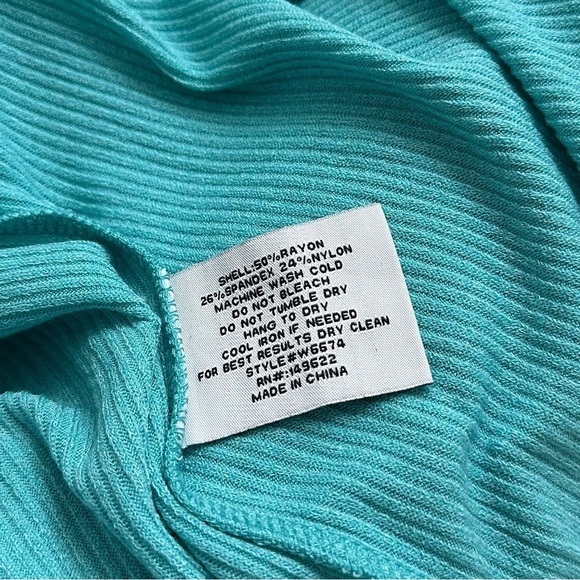 SHELL:50%RAYON
26%SPANDEX 24%NYLON
MACHINE WASH COLD
DO NOT BLEACH
DO NOT TUMBLE DRY
HANG TO DRY
COOL IRON IF NEEDED
FOR BEST RESULTS DRY CLEAN
STYLE#W6674
RN#:149622
MADE IN CHINA